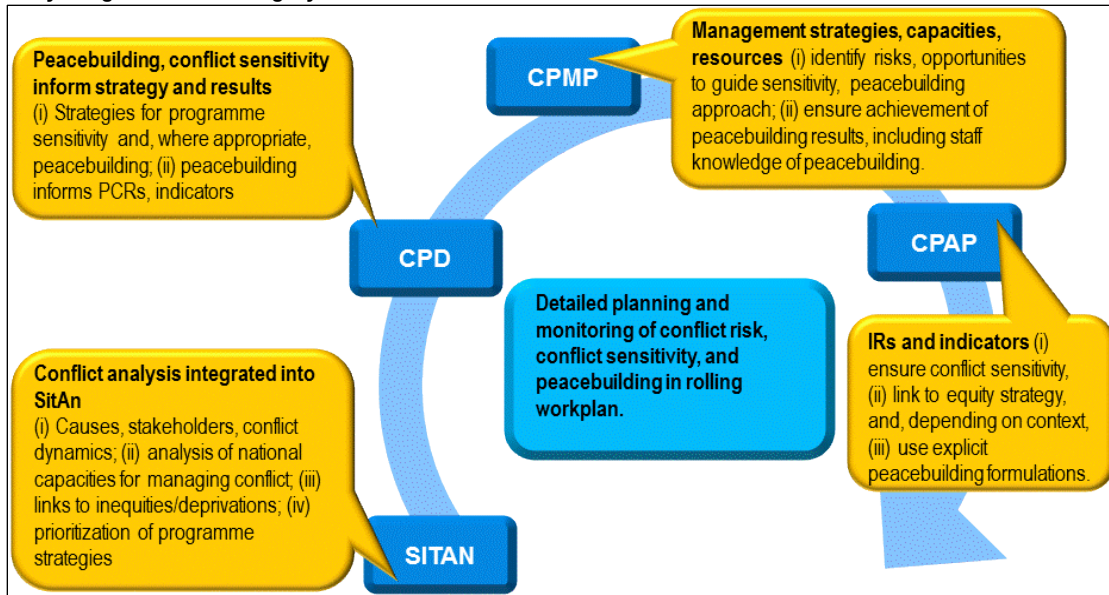 Peacebuilding, conflict sensitivity
inform strategy and results
(i) Strategies for programme
sensitivity and, where appropriate,
peacebuilding; (ii) peacebuilding
informs PCRs, indicators
CPMP
Management strategies, capacities,
resources (i) identify risks, opportunities
to guide sensitivity, peacebuilding
approach; (ii) ensure achievement of
peacebuilding results, including staff
knowledge of peacebuilding.
CPD
CPAP
Detailed planning and
monitoring of conflict risk,
conflict sensitivity, and
peacebuilding in rolling
workplan.
IRs and indicators (i)
ensure conflict sensitivity,
(ii) link to equity strategy,
and, depending on context,
(iii) use explicit
peacebuilding formulations.
Conflict analysis integrated into
SitAn
(i) Causes, stakeholders, conflict
dynamics; (ii) analysis of national
capacities for managing conflict; (iii)
links to inequities/deprivations; (iv)
prioritization of programme
strategies
SITAN